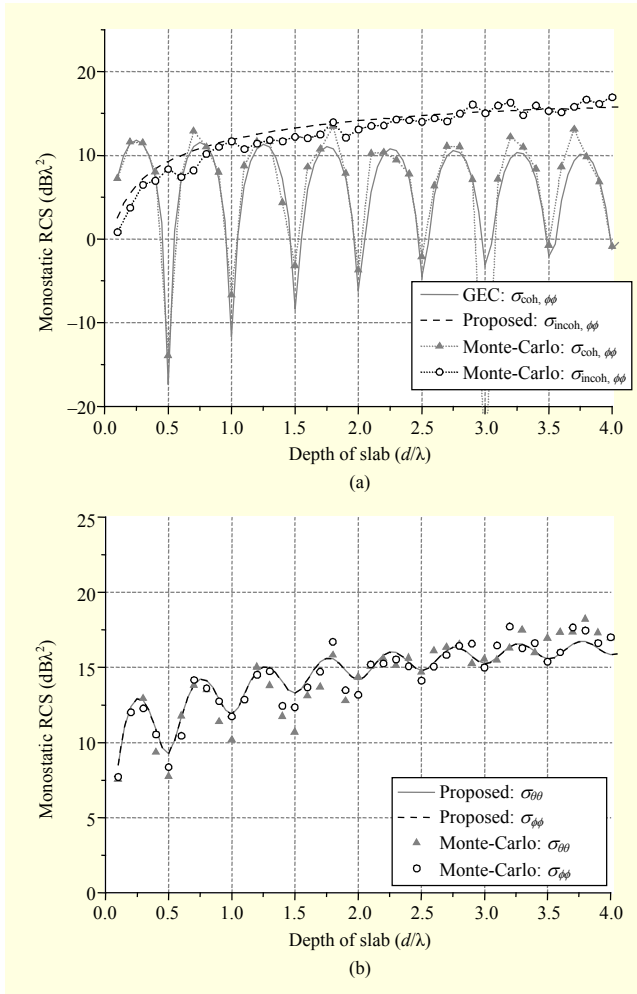 20
10
0
–10
–20
Monostatic RCS (dBλ²)
GEC: σcoh, ϕϕ
Proposed: σincoh, ϕϕ
Monte-Carlo: σcoh, ϕϕ
Monte-Carlo: σincoh, ϕϕ
0.0 0.5 1.0 1.5 2.0 2.5 3.0 3.5 4.0
Depth of slab (d/λ)
(a)
25
20
15
10
5
0
Monostatic RCS (dBλ²)
Proposed: σθθ
Proposed: σϕϕ
Monte-Carlo: σθθ
Monte-Carlo: σϕϕ
0.0 0.5 1.0 1.5 2.0 2.5 3.0 3.5 4.0
Depth of slab (d/λ)
(b)